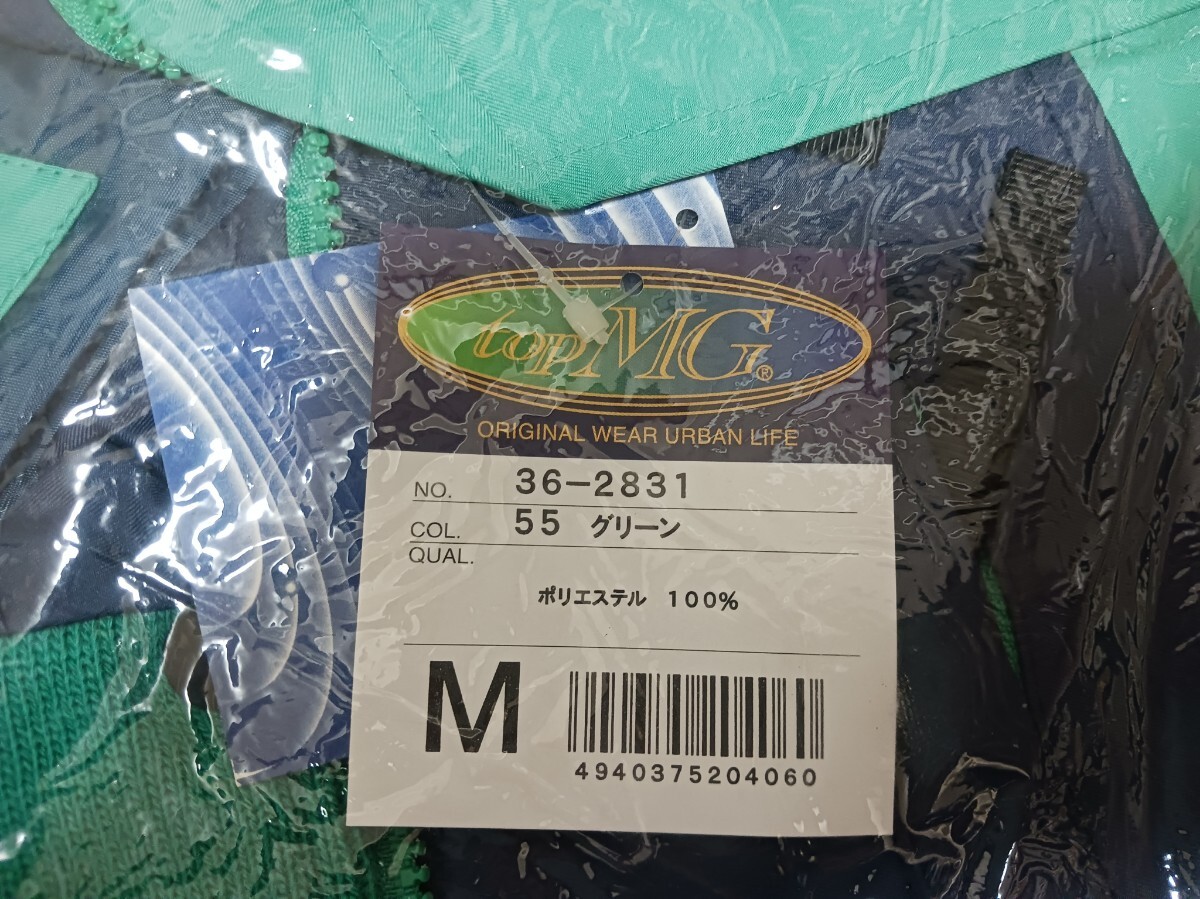 topMG®
ORIGINAL WEAR URBAN LIFE
NO. 36-2831
COL. 55 グリーン
QUAL.
ポリエステル 100%
M
4940375204060